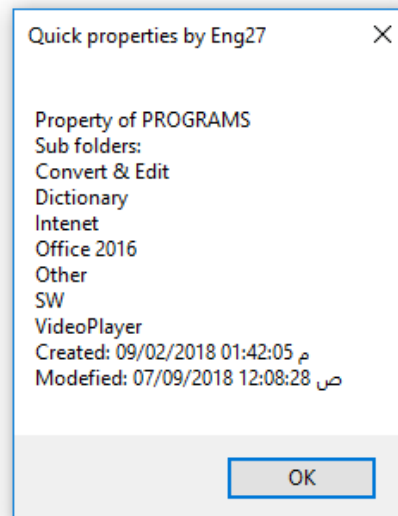 Quick properties by Eng27
Property of PROGRAMS
Sub folders:
Convert & Edit
Dictionary
Intenet
Office 2016
Other
SW
VideoPlayer
Created: 09/02/2018 01:42:05 م
Modefied: 07/09/2018 12:08:28 ص
OK